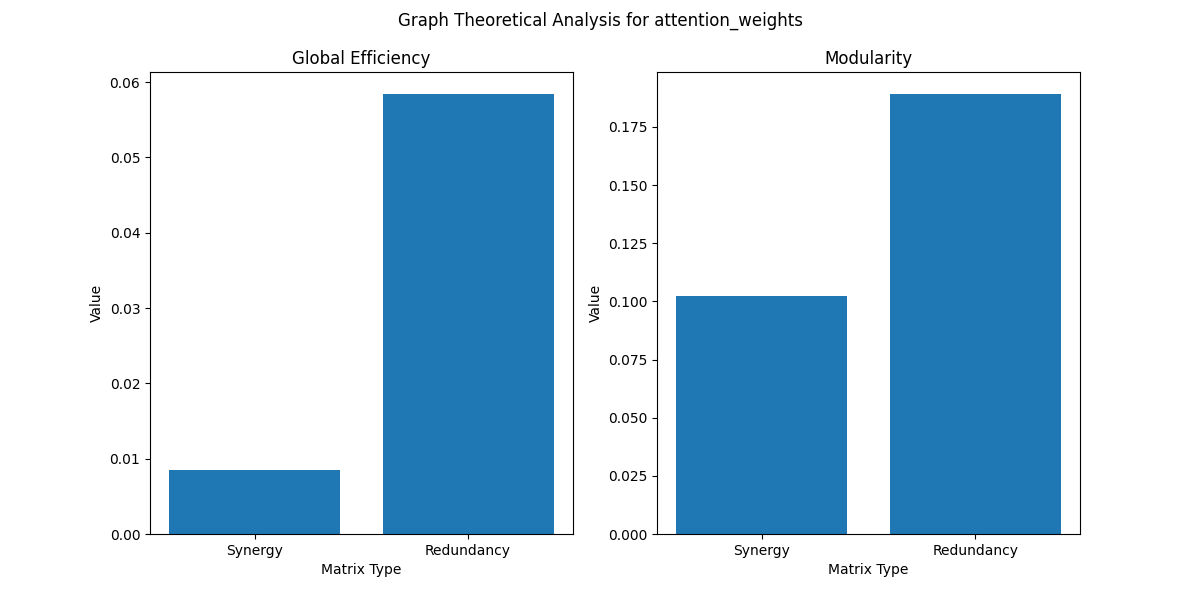 Graph Theoretical Analysis for attention_weights
Global Efficiency
0.06
0.05
0.04
0.03
0.02
0.01
0.00
Value
Synergy
Redundancy
Matrix Type
Modularity
0.175
0.150
0.125
0.100
0.075
0.050
0.025
0.000
Value
Synergy
Redundancy
Matrix Type